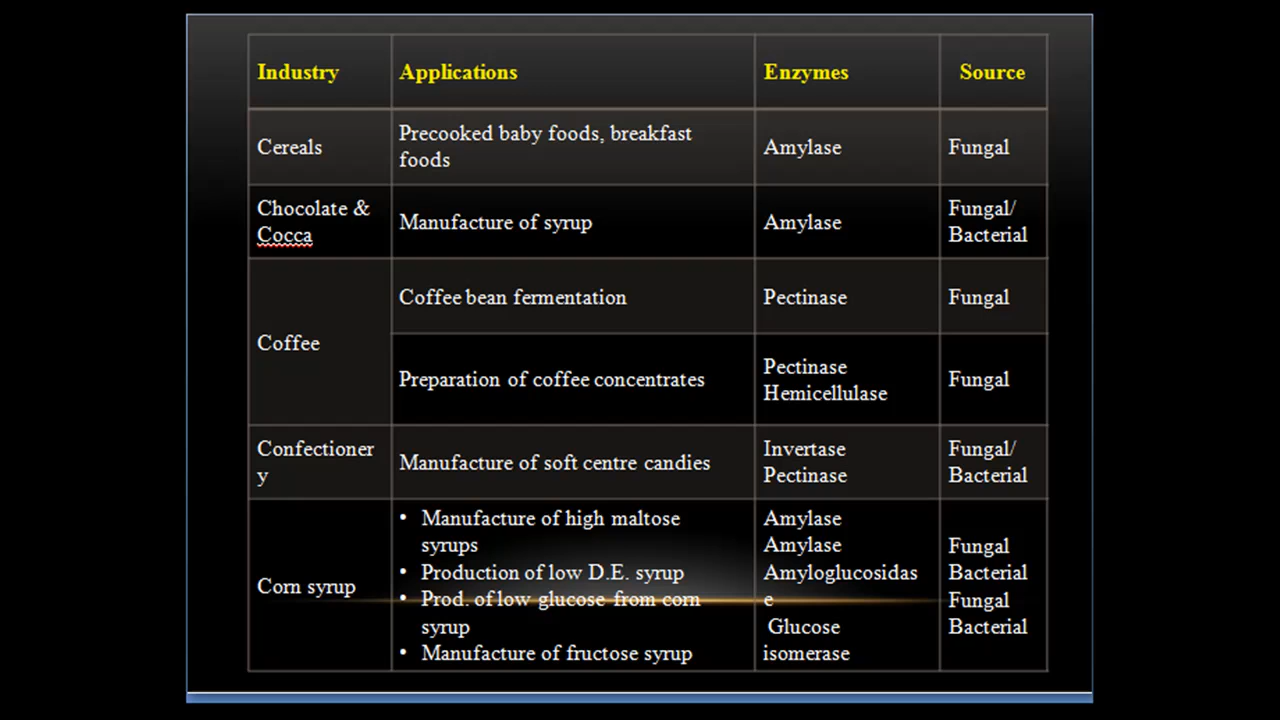 Industry Applications Enzymes Source
Cereals Precooked baby foods, breakfast foods Amylase Fungal
Chocolate & Cocca Manufacture of syrup Amylase Fungal/ Bacterial
Coffee Coffee bean fermentation Pectinase Fungal
Preparation of coffee concentrates Pectinase Hemicellulase Fungal
Confectionery Manufacture of soft centre candies Invertase Pectinase Fungal/ Bacterial
Corn syrup
• Manufacture of high maltose syrups
• Production of low D.E. syrup
• Prod. of low glucose from corn syrup
• Manufacture of fructose syrup
Amylase
Amylase
Amyloglucosidase
Glucose isomerase
Fungal
Bacterial
Fungal
Bacterial